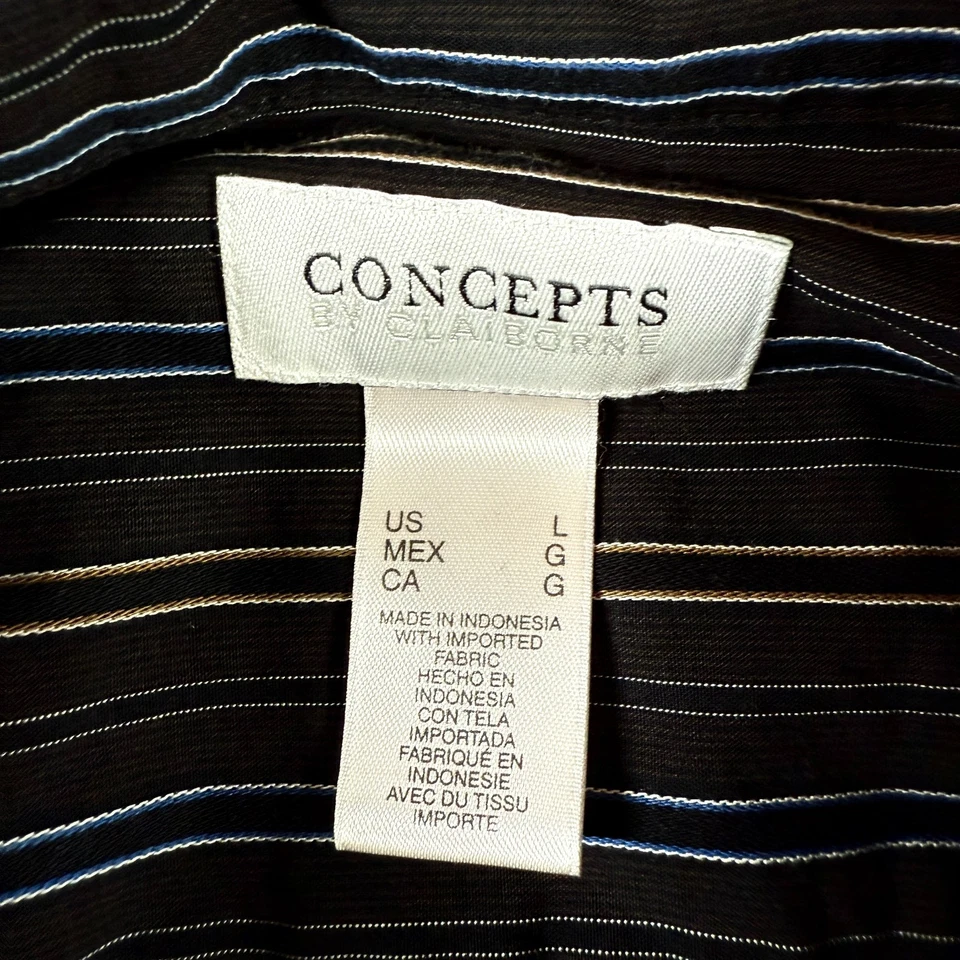 CONCEPTS
BY CLAIBORNE
US L
MEX G
CA G
MADE IN INDONESIA
WITH IMPORTED
FABRIC
HECHO EN
INDONESIA
CON TELA
IMPORTADA
FABRIQUÉ EN
INDONESIE
AVEC DU TISSU
IMPORTE